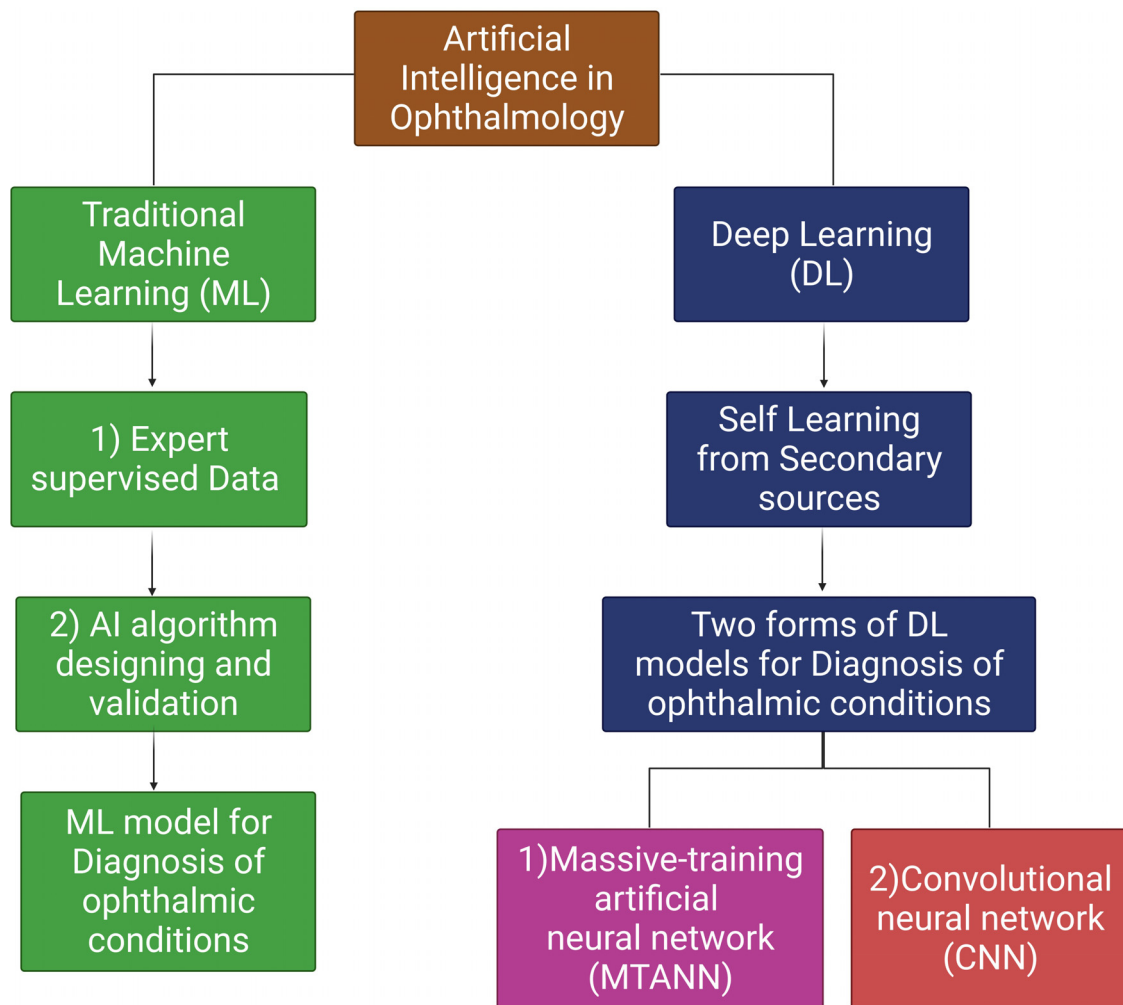 Artificial
Intelligence in
Ophthalmology
Traditional
Machine
Learning (ML)
1) Expert
supervised Data
2) AI algorithm
designing and
validation
ML model for
Diagnosis of
ophthalmic
conditions
Deep Learning
(DL)
Self Learning
from Secondary
sources
Two forms of DL
models for Diagnosis of
ophthalmic conditions
1)Massive-training
artificial
neural network
(MTANN)
2)Convolutional
neural network
(CNN)